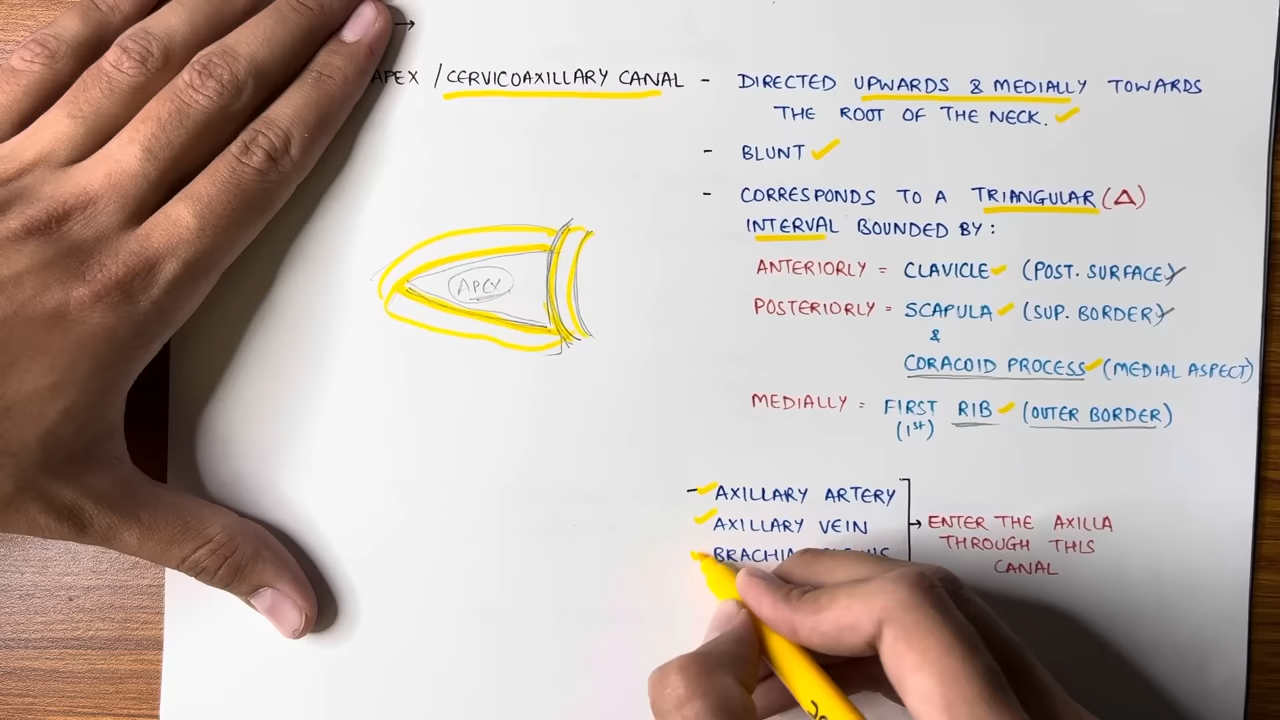 →
APEX / CERVICOAXILLARY CANAL - DIRECTED UPWARDS & MEDIALLY TOWARDS
THE ROOT OF THE NECK.
- BLUNT
- CORRESPONDS TO A TRIANGULAR (Δ)
INTERVAL BOUNDED BY:
ANTERIORLY = CLAVICLE (POST. SURFACE)
POSTERIORLY = SCAPULA (SUP. BORDER)
&
CORACOID PROCESS (MEDIAL ASPECT)
MEDIALLY = FIRST RIB (OUTER BORDER)
(1st)
APEX
- AXILLARY ARTERY
AXILLARY VEIN
→ ENTER THE AXILLA
THROUGH THIS
CANAL